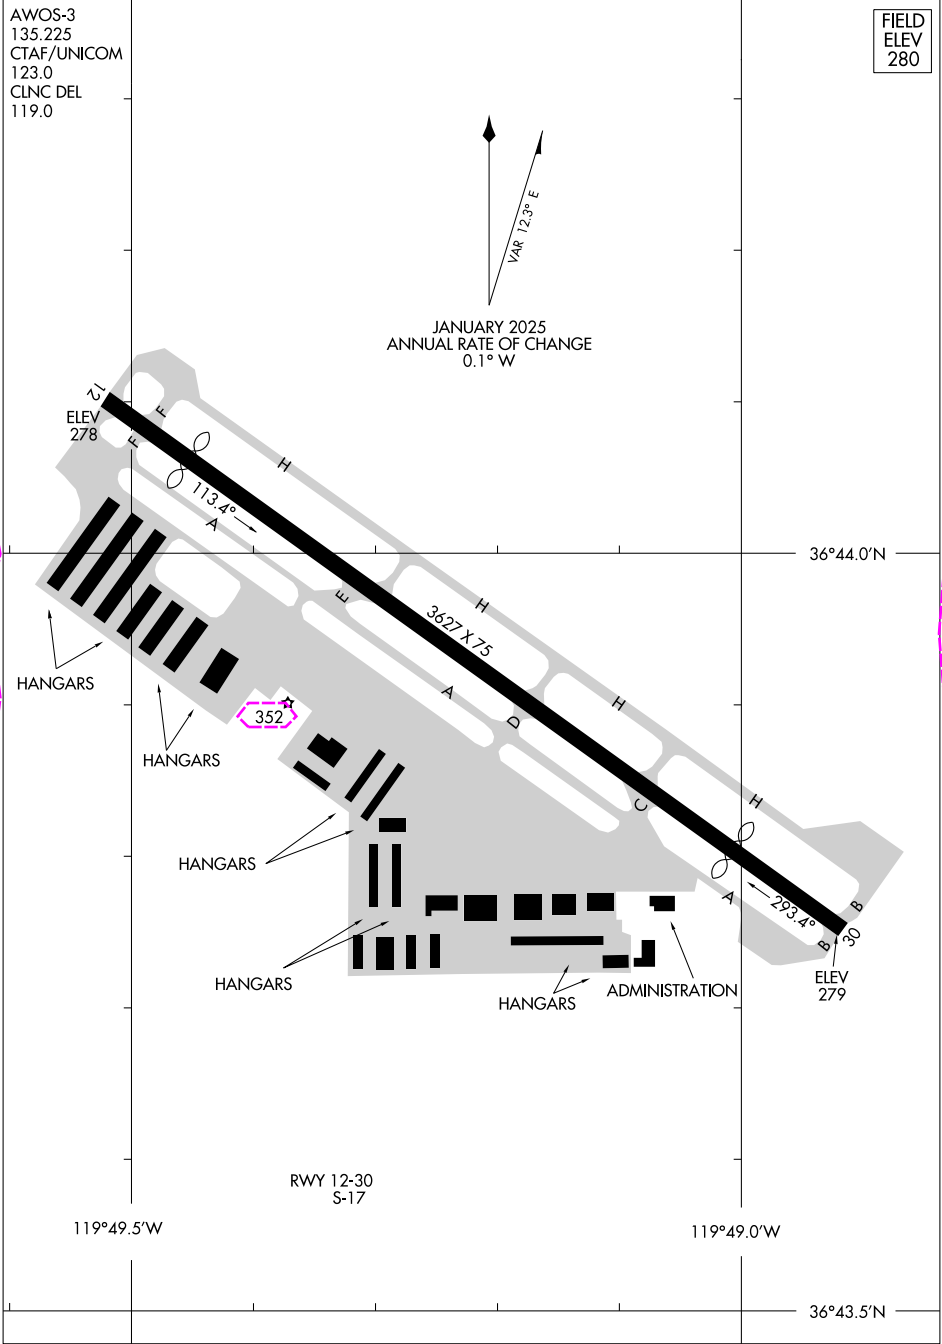 AWOS-3
135.225
CTAF/UNICOM
123.0
CLNC DEL
119.0
FIELD
ELEV
280
VAR 12.3° E
JANUARY 2025
ANNUAL RATE OF CHANGE
0.1° W
12
ELEV
278
F
F
H
113.4°
A
36°44.0'N
E
H
3627 X 75
HANGARS
A
H
D
352
HANGARS
H
C
HANGARS
A
293.4°
B
B
30
HANGARS
HANGARS
ADMINISTRATION
ELEV
279
RWY 12-30
S-17
119°49.5'W
119°49.0'W
36°43.5'N